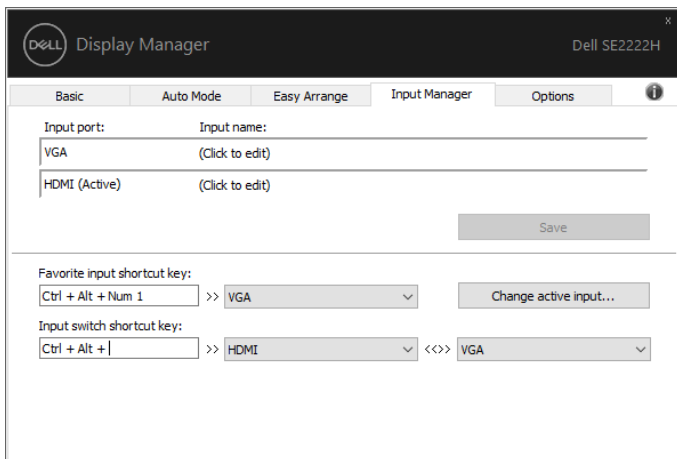 x
DELL Display Manager Dell SE2222H
Basic Auto Mode Easy Arrange Input Manager Options i
Input port: Input name:
VGA (Click to edit)
HDMI (Active) (Click to edit)
Save
Favorite input shortcut key:
Ctrl + Alt + Num 1 >> VGA Change active input...
Input switch shortcut key:
Ctrl + Alt + >> HDMI <<>> VGA